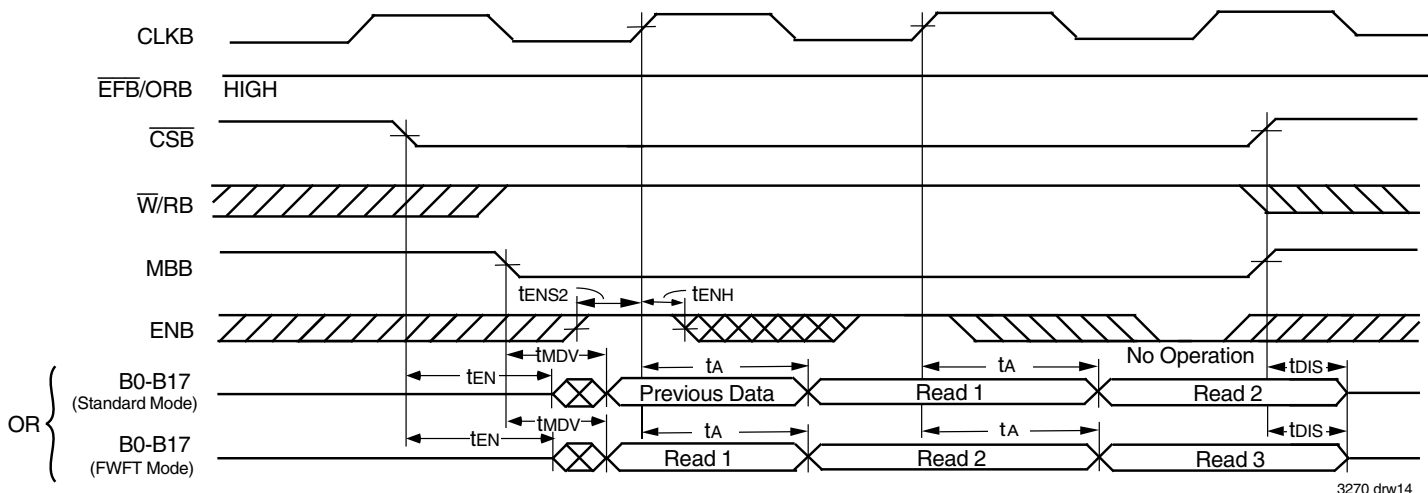 CLKB
EFB/ORB HIGH
CSB
W/RB
MBB
tENS2 tENH
ENB
No Operation
tMDV tA tA
tEN tDIS
B0-B17 Previous Data Read 1 Read 2
(Standard Mode)
OR
tMDV tA tA
tEN tDIS
B0-B17 Read 1 Read 2 Read 3
(FWFT Mode)
3270 drw14